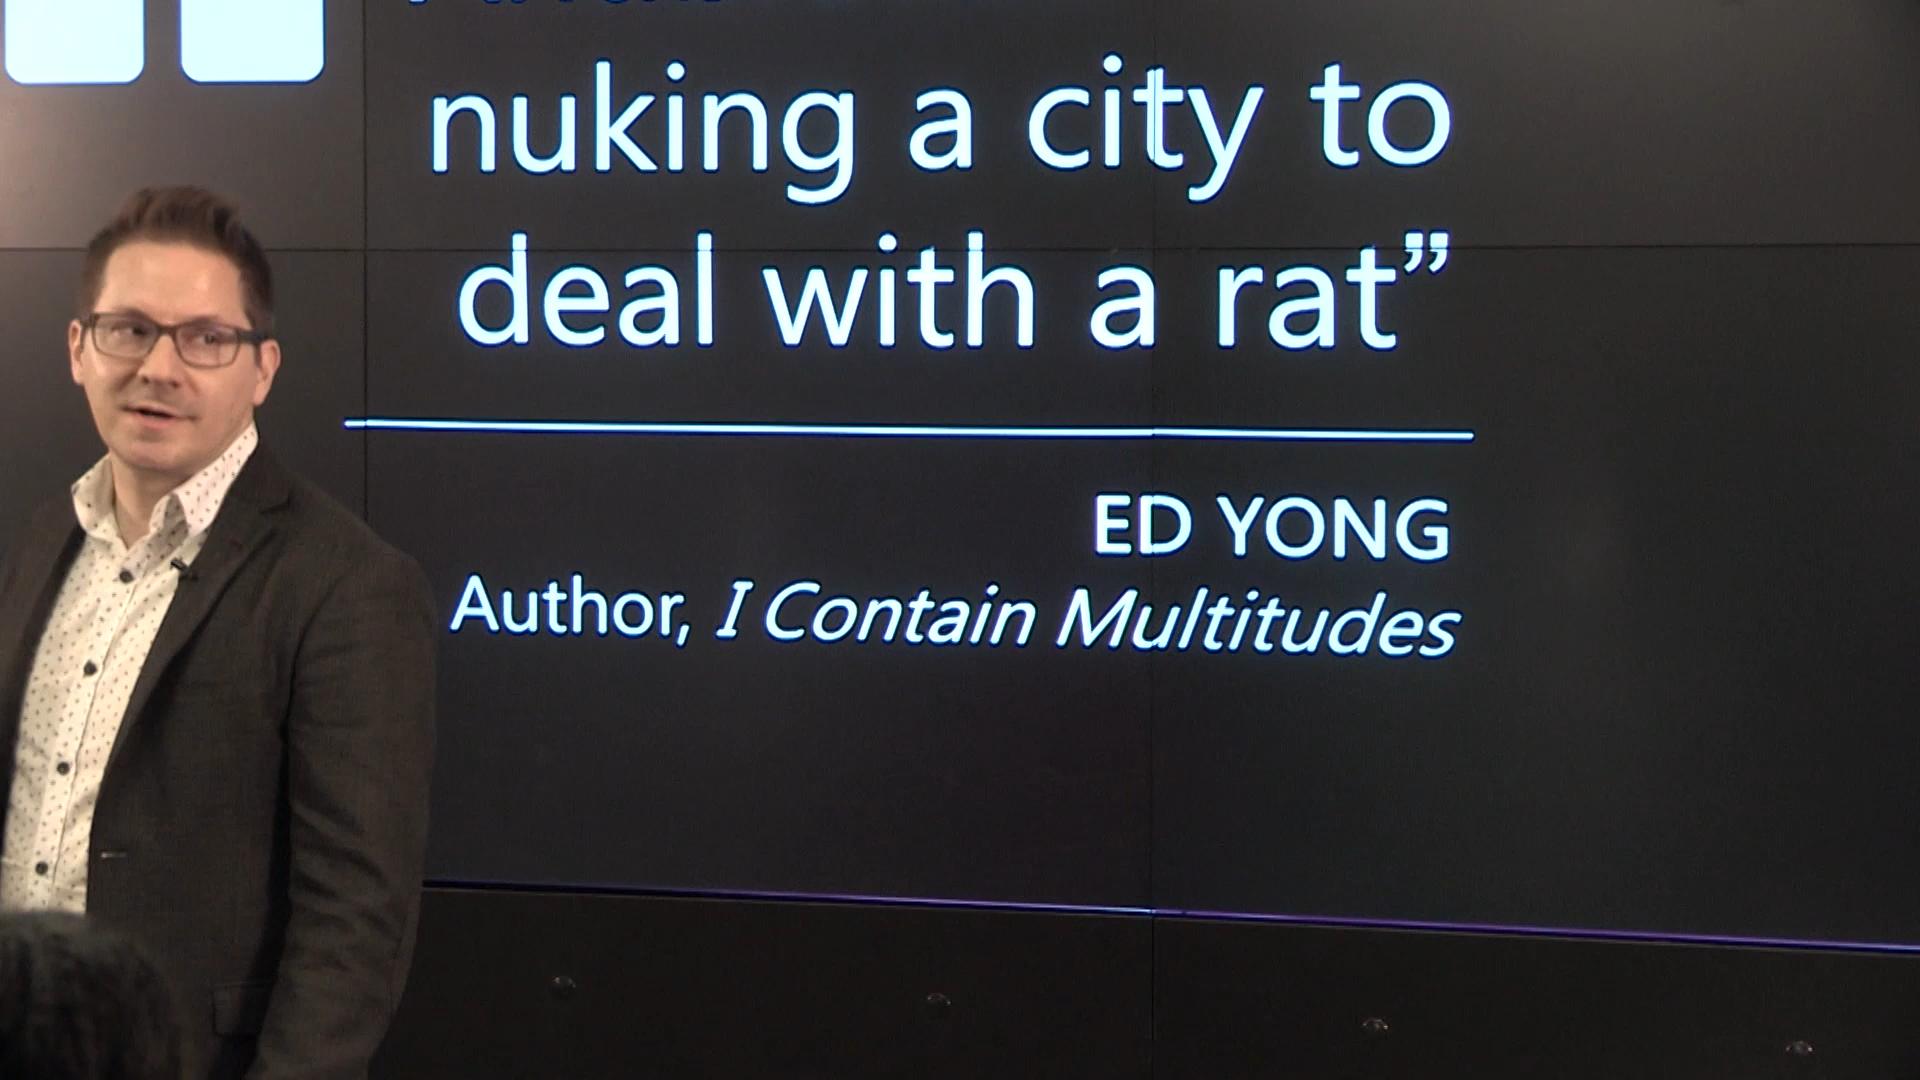 nuking a city to
deal with a rat”
ED YONG
Author, I Contain Multitudes